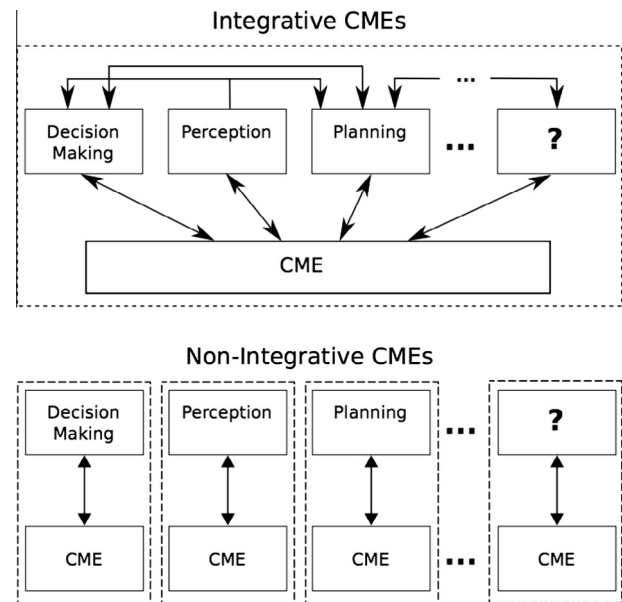 Integrative CMEs
...
Decision
Making
Perception
Planning
...
?
CME
Non-Integrative CMEs
Decision
Making
Perception
Planning
...
?
CME
CME
CME
...
CME